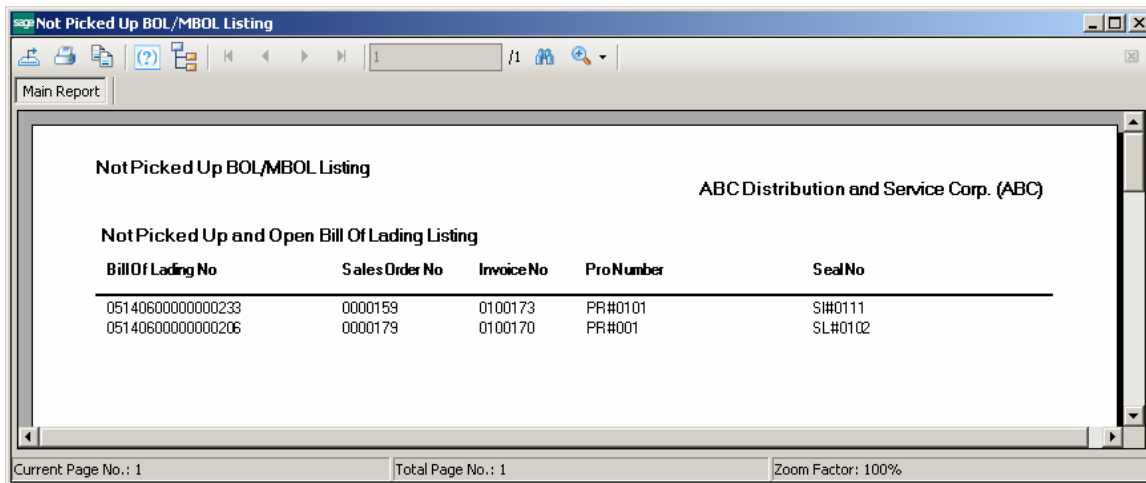 sage Not Picked Up BOL/MBOL Listing
1 /1
Main Report
Not Picked Up BOL/MBOL Listing
ABC Distribution and Service Corp. (ABC)
Not Picked Up and Open Bill Of Lading Listing
Bill Of Lading No Sales Order No Invoice No Pro Number Seal No
05140600000000233 0000159 0100173 PR#0101 SI#0111
05140600000000206 0000179 0100170 PR#001 SL#0102
Current Page No.: 1 Total Page No.: 1 Zoom Factor: 100%